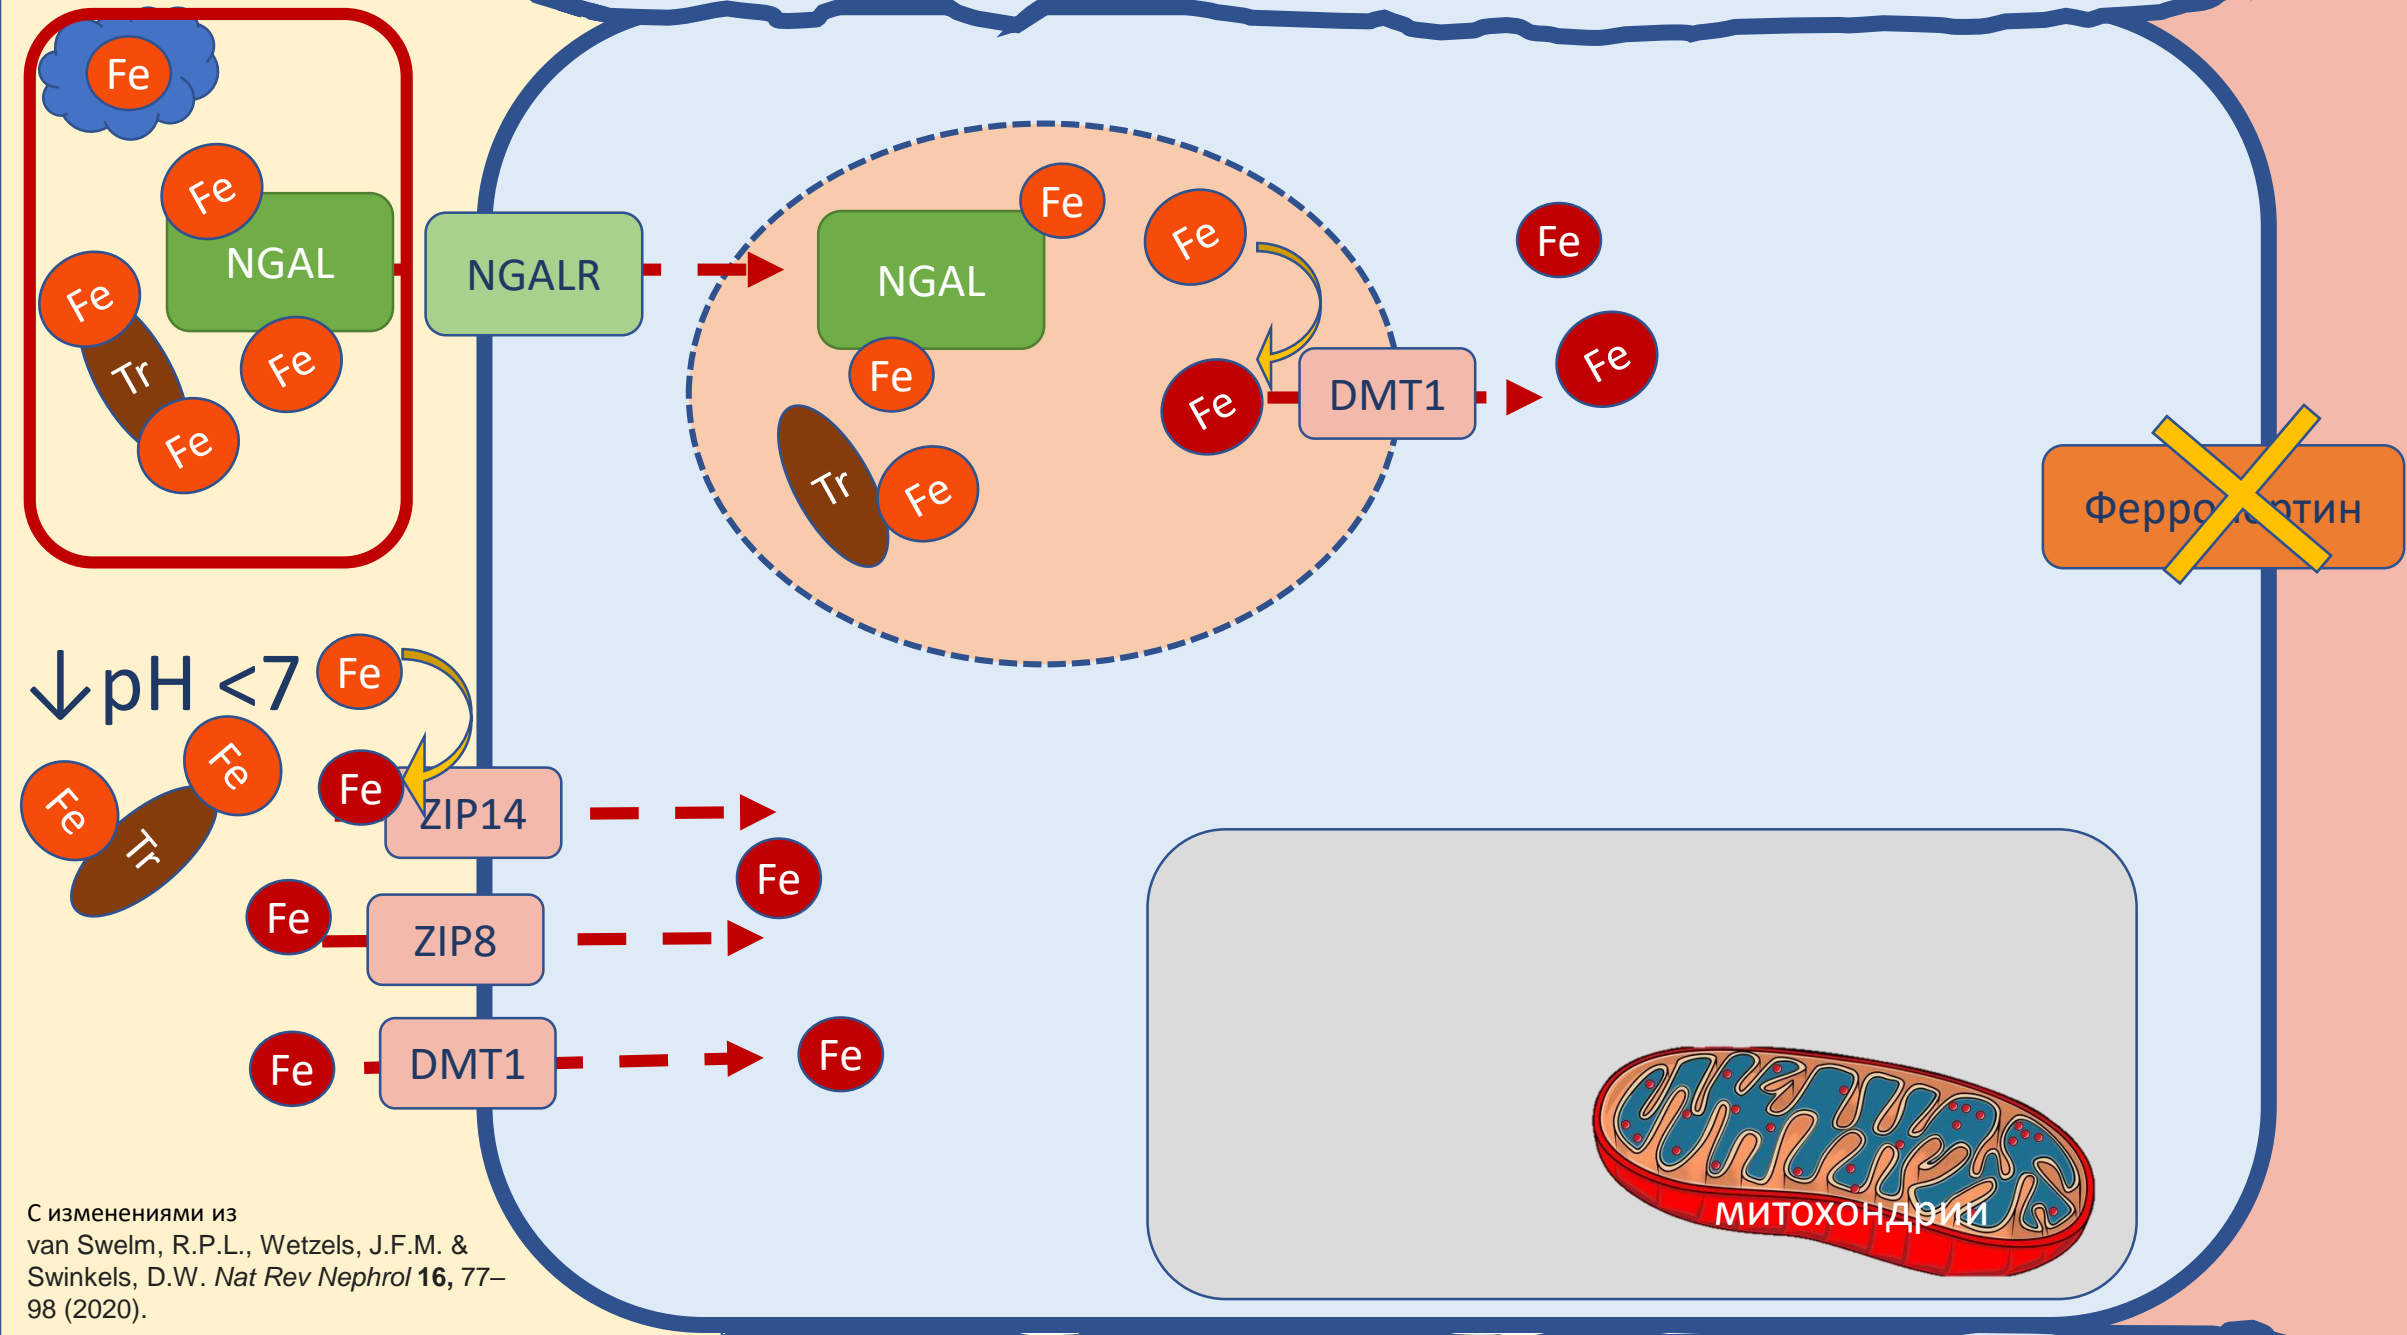 Fe
Fe
NGAL
Fe
Tr
Fe
Fe
NGALR
NGAL
Fe
Fe
Fe
Fe
DMT1
Tr
Fe
Fe
Fe
Ферропортин
↓pH <7
Fe
Fe
Fe
Fe
Tr
ZIP14
Fe
Fe
ZIP8
Fe
DMT1
Fe
митохондрии
С изменениями из
van Swelm, R.P.L., Wetzels, J.F.M. &
Swinkels, D.W. Nat Rev Nephrol 16, 77–
98 (2020).